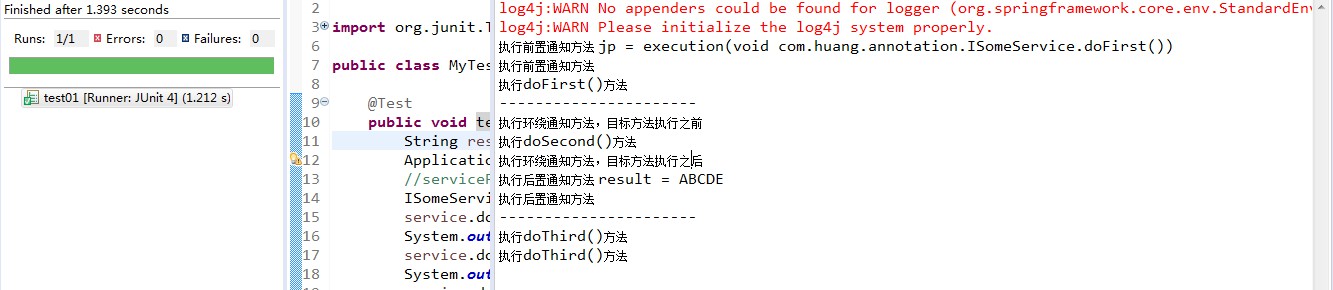 Finished after 1.393 seconds
Runs: 1/1 Errors: 0 Failures: 0
test01 [Runner: JUnit 4] (1.212 s)
2
3 import org.junit.T
6
7 public class MyTes
8
9 @Test
10 public void te
11 String res
12 Applicatio
13 //serviceP
14 ISomeServi
15 service.do
16 System.out
17 service.do
18 System.out
log4j:WARN No appenders could be found for logger (org.springframework.core.env.StandardEnv
log4j:WARN Please initialize the log4j system properly.
执行前置通知方法 jp = execution(void com.huang.annotation.ISomeService.doFirst())
执行前置通知方法
执行doFirst()方法
-----------------------
执行环绕通知方法，目标方法执行之前
执行doSecond()方法
执行环绕通知方法，目标方法执行之后
执行后置通知方法 result = ABCDE
执行后置通知方法
-----------------------
执行doThird()方法
执行doThird()方法